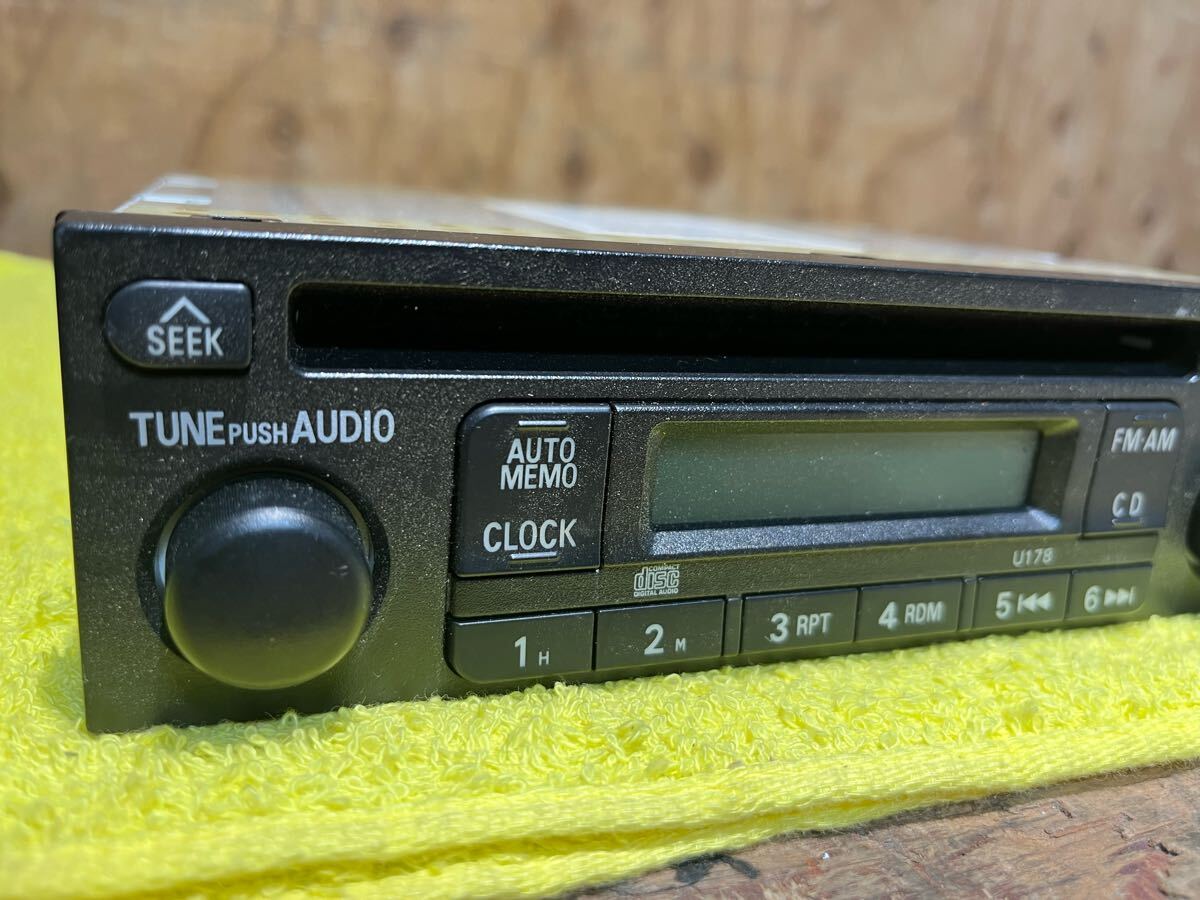 SEEK
TUNE PUSH AUDIO
AUTO
MEMO
CLOCK
FM·AM
CD
COMPACT
disc
DIGITAL AUDIO
U178
1 H
2 M
3 RPT
4 RDM
5
6